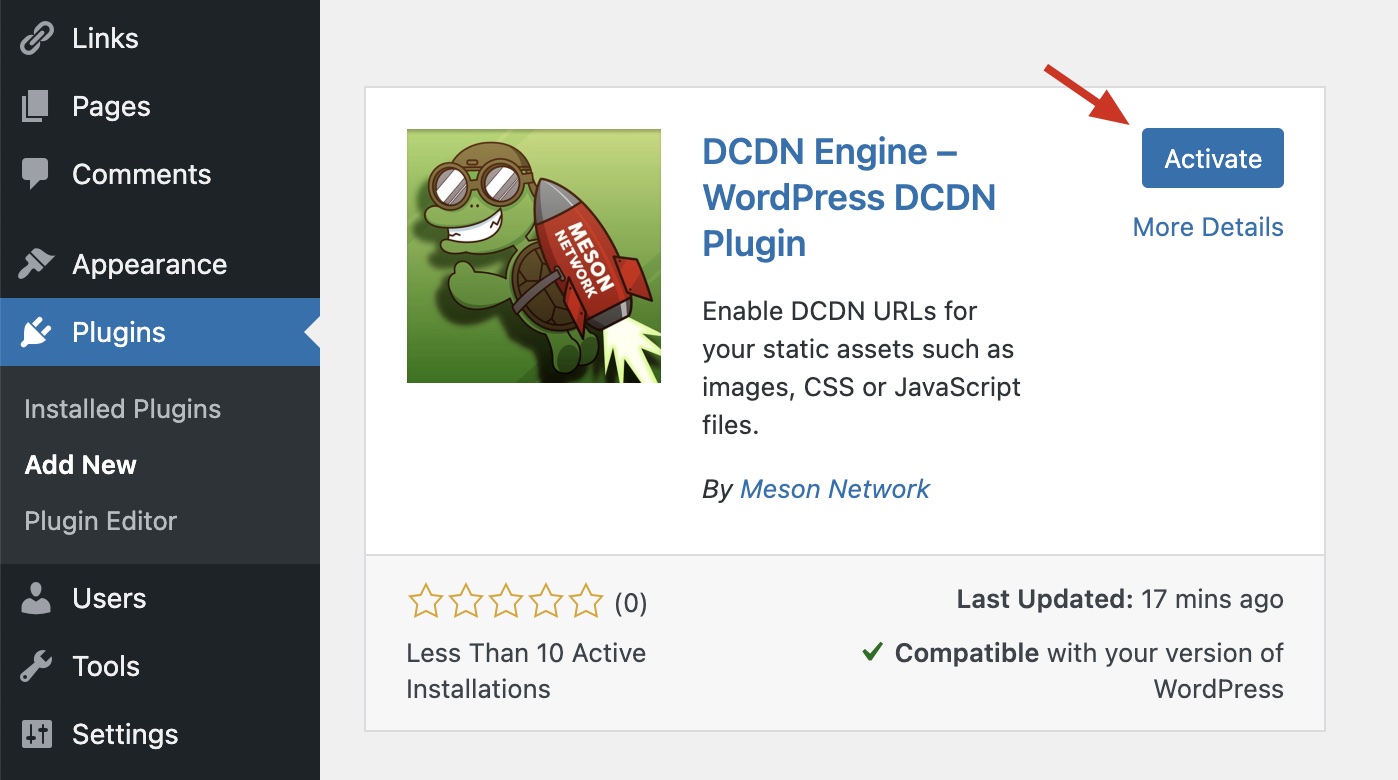 Links
Pages
Comments
Appearance
Plugins
Installed Plugins
Add New
Plugin Editor
Users
Tools
Settings
MESON
NETWORK
DCDN Engine –
WordPress DCDN
Plugin
Activate
More Details
Enable DCDN URLs for
your static assets such as
images, CSS or JavaScript
files.
By Meson Network
(0)
Less Than 10 Active
Installations
Last Updated: 17 mins ago
Compatible with your version of
WordPress